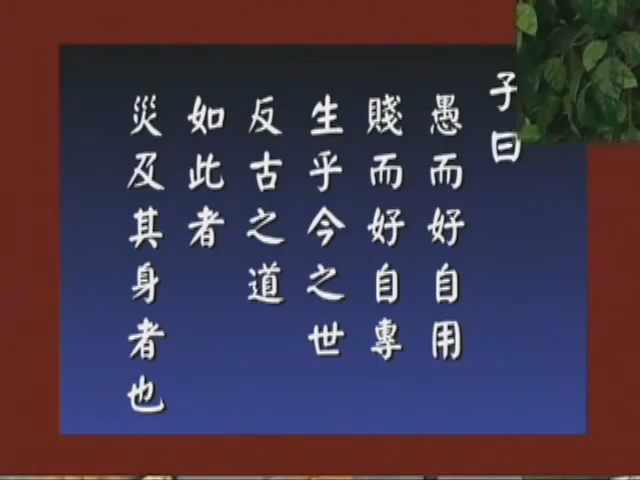 子曰
愚而好自用
賤而好自專
生乎今之世
反古之道
如此者
災及其身者也